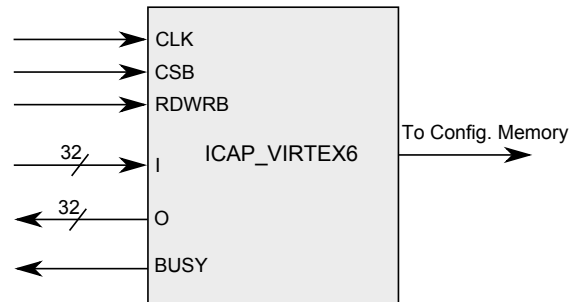 CLK
CSB
RDWRB
To Config. Memory
ICAP_VIRTEX6
32
I
32
O
BUSY